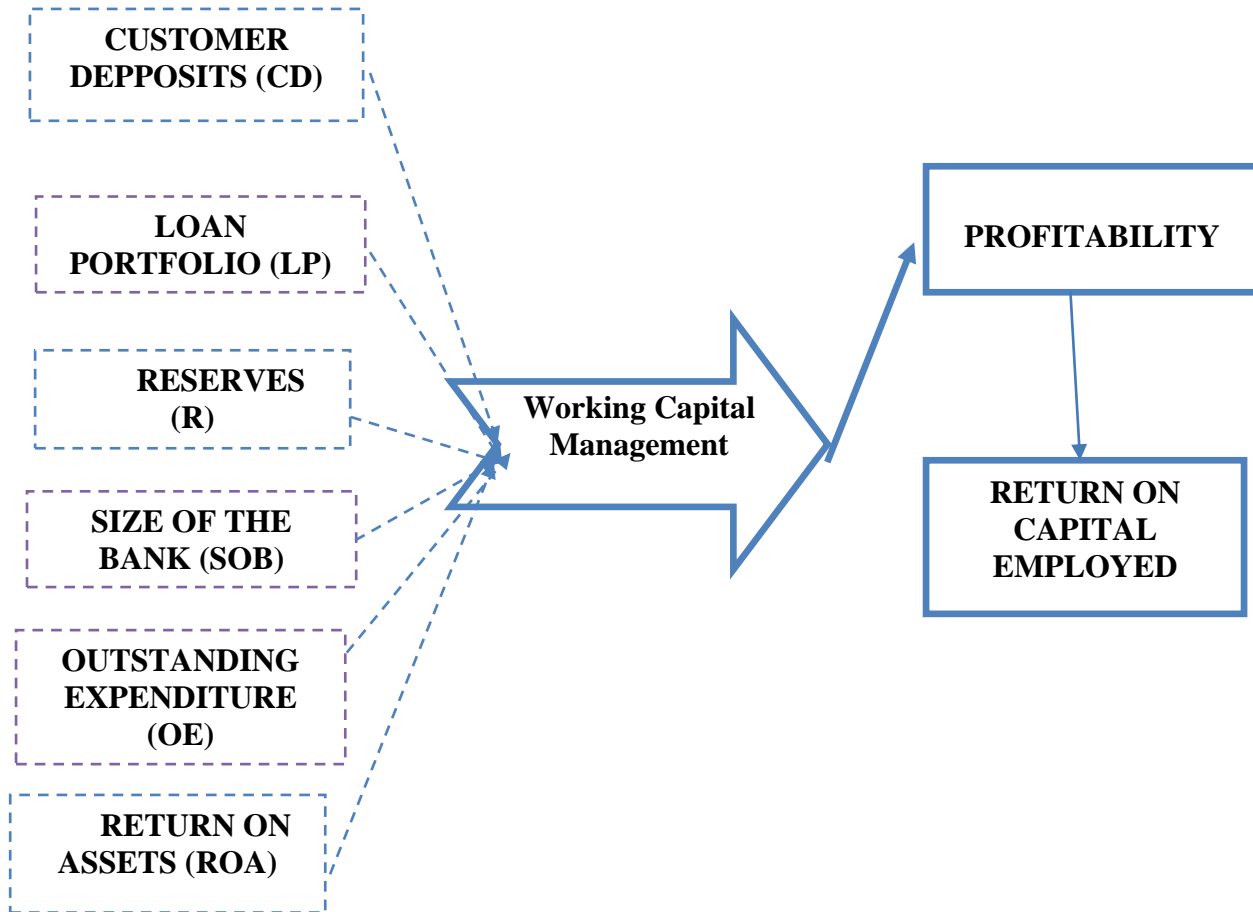 CUSTOMER
DEPPOSITS (CD)
LOAN
PORTFOLIO (LP)
RESERVES
(R)
SIZE OF THE
BANK (SOB)
OUTSTANDING
EXPENDITURE
(OE)
RETURN ON
ASSETS (ROA)
Working Capital
Management
PROFITABILITY
RETURN ON
CAPITAL
EMPLOYED